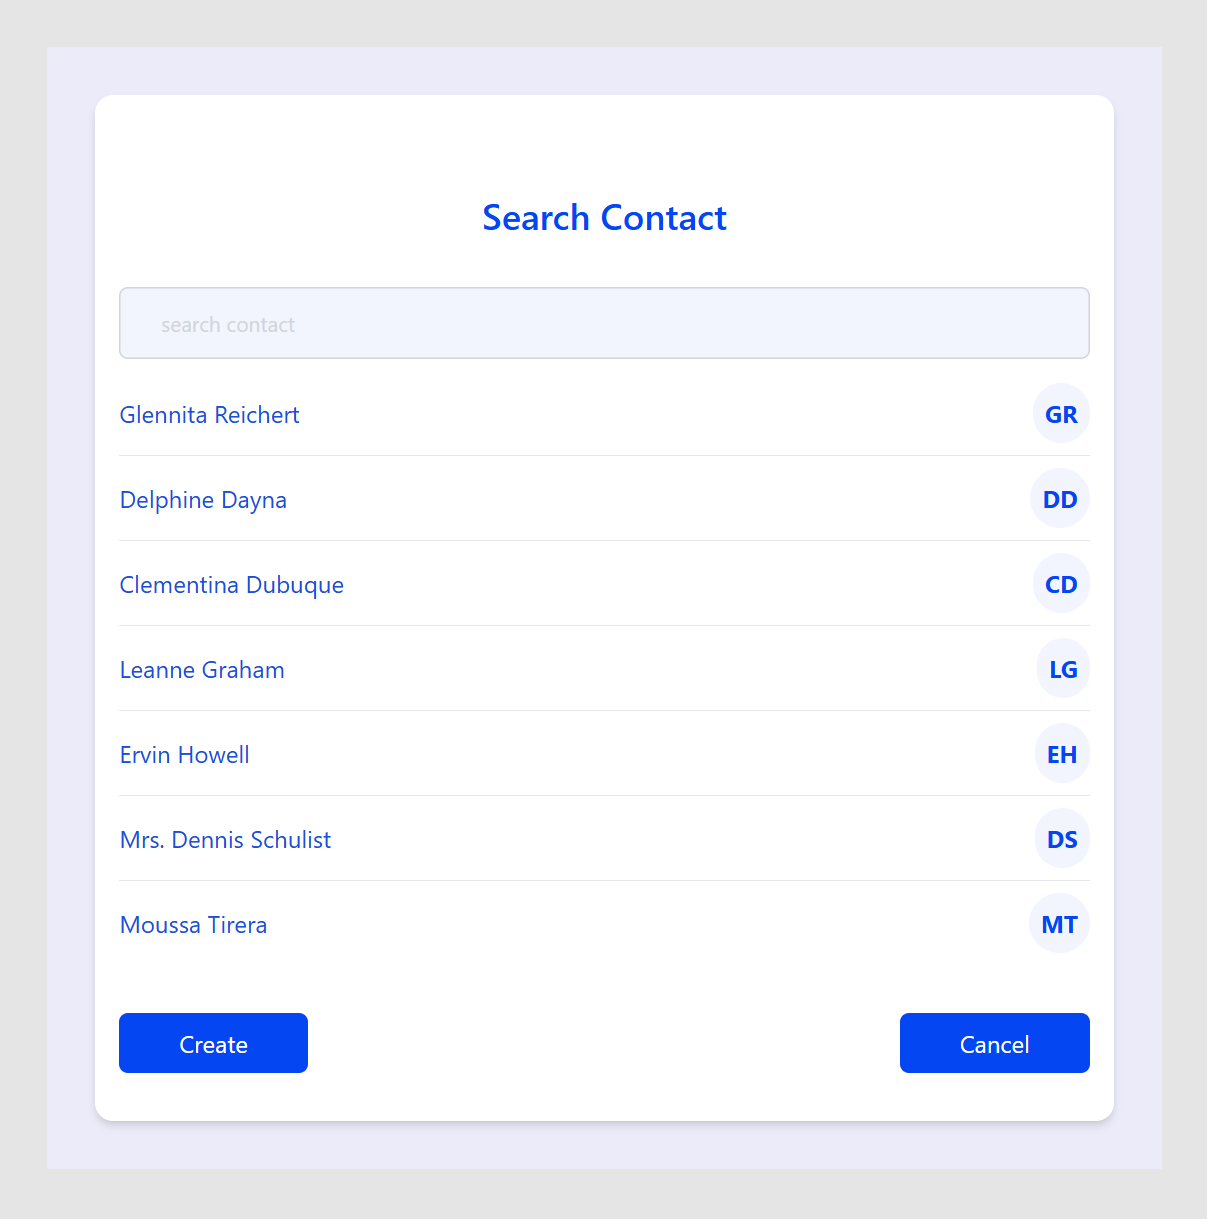 Search Contact
search contact
Glennita Reichert GR
Delphine Dayna DD
Clementina Dubuque CD
Leanne Graham LG
Ervin Howell EH
Mrs. Dennis Schulist DS
Moussa Tirera MT
Create Cancel